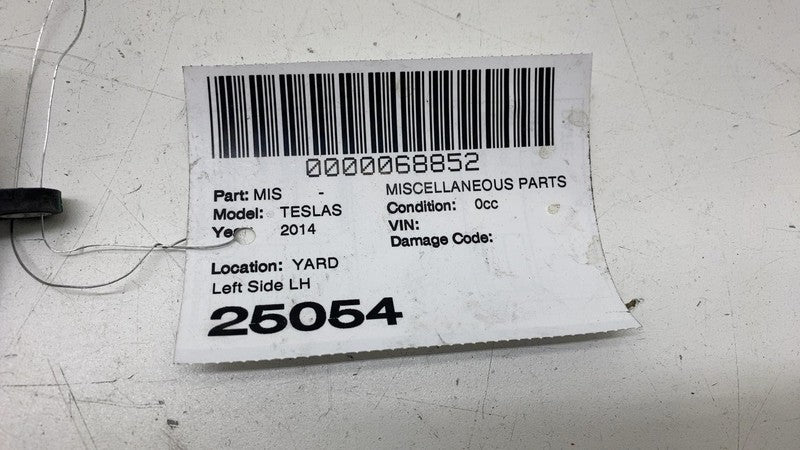 0000068852
Part: MIS - MISCELLANEOUS PARTS
Model: TESLAS Condition: 0cc
2014 VIN:
Damage Code:
Location: YARD
Left Side LH
25054